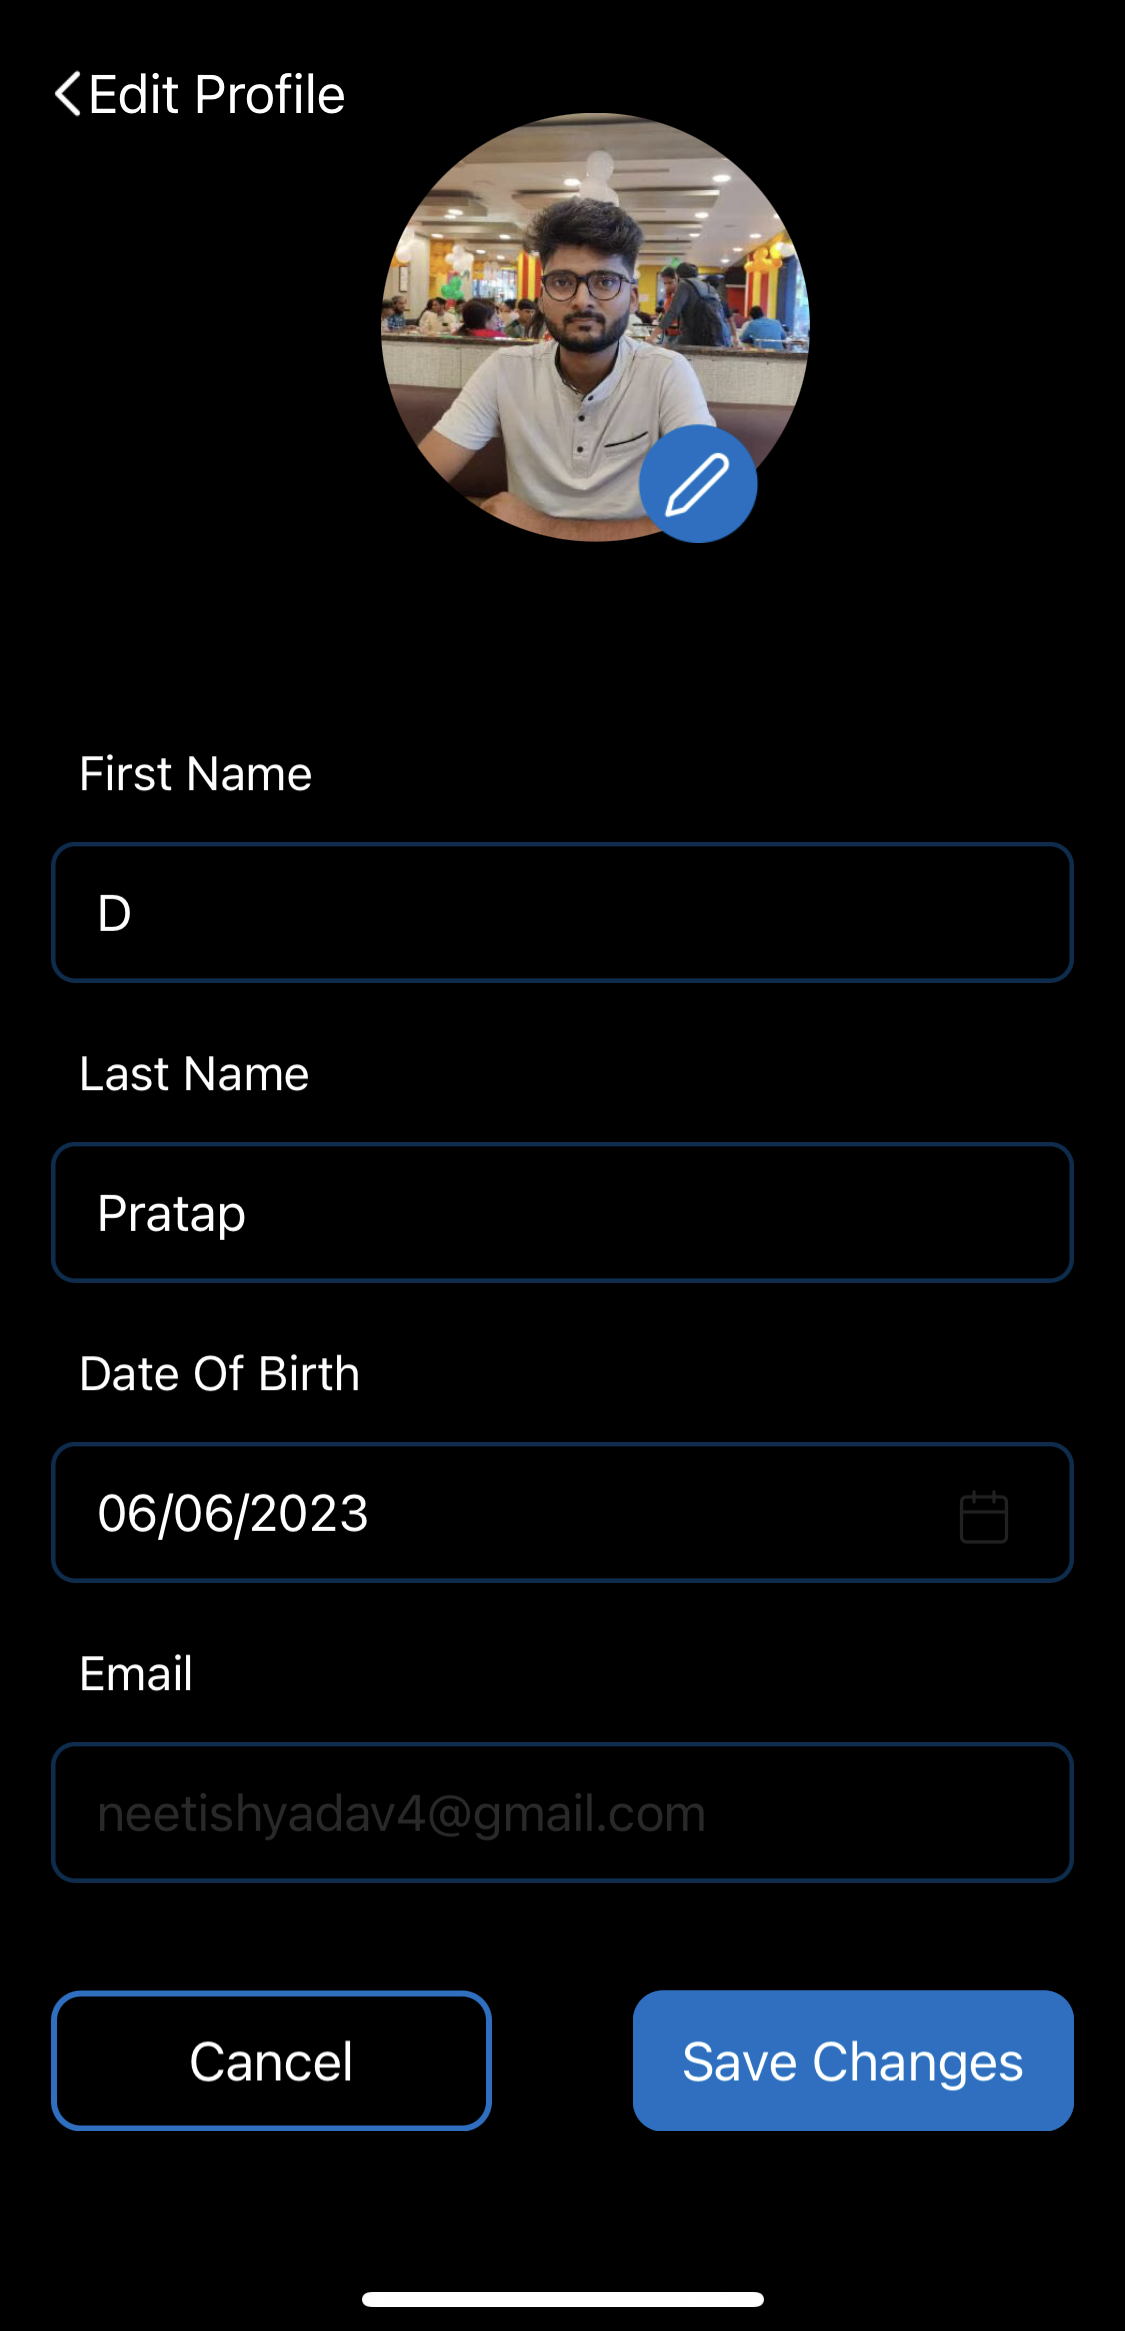 Edit Profile
First Name
D
Last Name
Pratap
Date Of Birth
06/06/2023
Email
neetishyadav4@gmail.com
Cancel
Save Changes